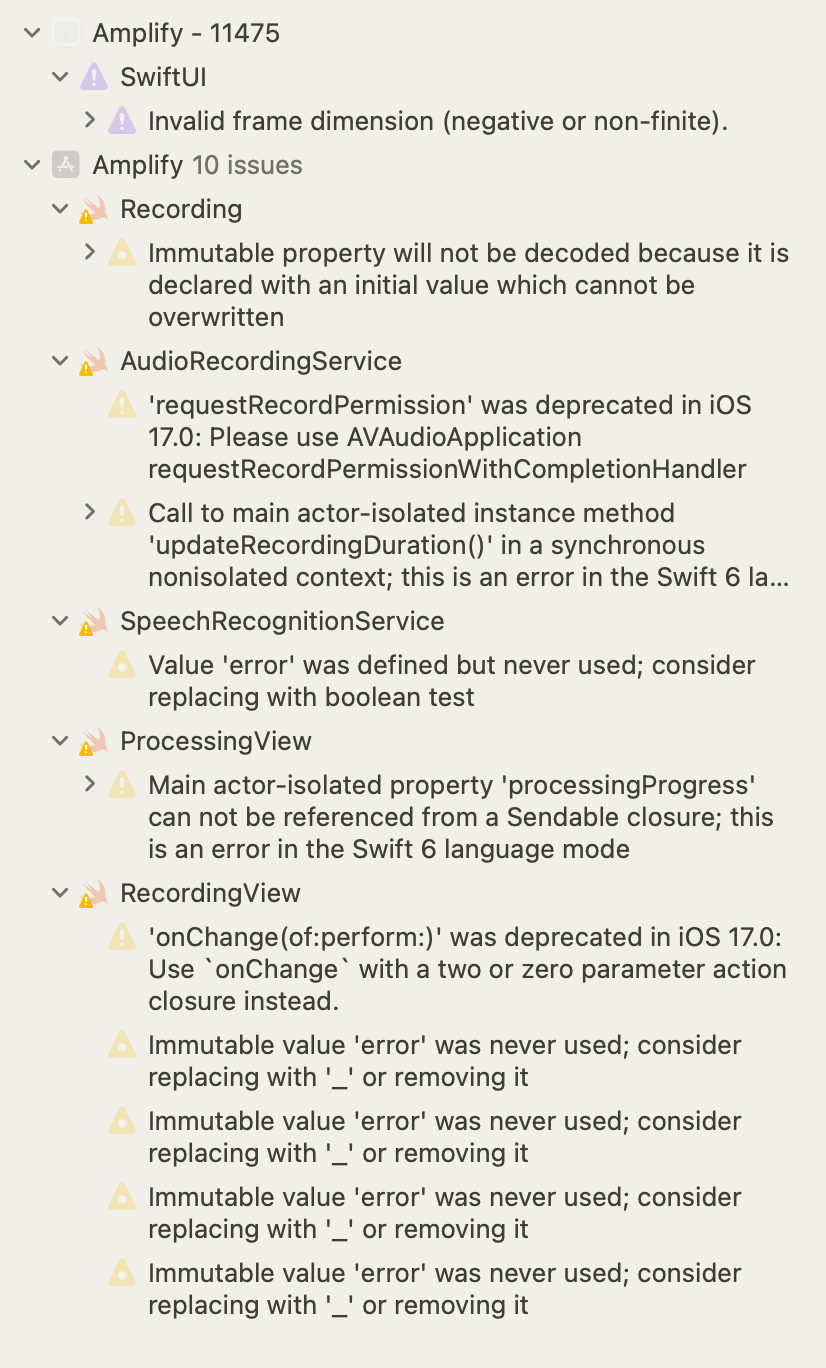 Amplify - 11475
SwiftUI
Invalid frame dimension (negative or non-finite).
Amplify 10 issues
Recording
Immutable property will not be decoded because it is
declared with an initial value which cannot be
overwritten
AudioRecordingService
'requestRecordPermission' was deprecated in iOS
17.0: Please use AVAudioApplication
requestRecordPermissionWithCompletionHandler
Call to main actor-isolated instance method
'updateRecordingDuration()' in a synchronous
nonisolated context; this is an error in the Swift 6 la...
SpeechRecognitionService
Value 'error' was defined but never used; consider
replacing with boolean test
ProcessingView
Main actor-isolated property 'processingProgress'
can not be referenced from a Sendable closure; this
is an error in the Swift 6 language mode
RecordingView
'onChange(of:perform:)' was deprecated in iOS 17.0:
Use `onChange` with a two or zero parameter action
closure instead.
Immutable value 'error' was never used; consider
replacing with '_' or removing it
Immutable value 'error' was never used; consider
replacing with '_' or removing it
Immutable value 'error' was never used; consider
replacing with '_' or removing it
Immutable value 'error' was never used; consider
replacing with '_' or removing it